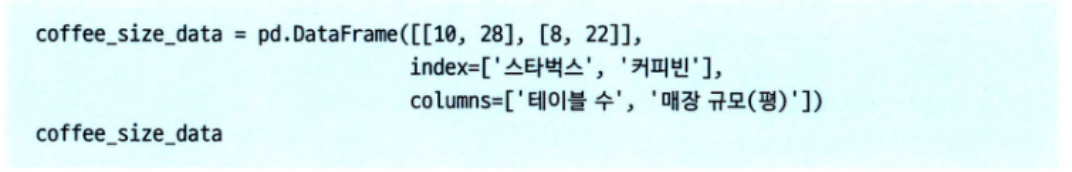 coffee_size_data = pd.DataFrame([[10, 28], [8, 22]],
index=['스타벅스', '커피빈'],
columns=['테이블 수', '매장 규모(평)'])
coffee_size_data